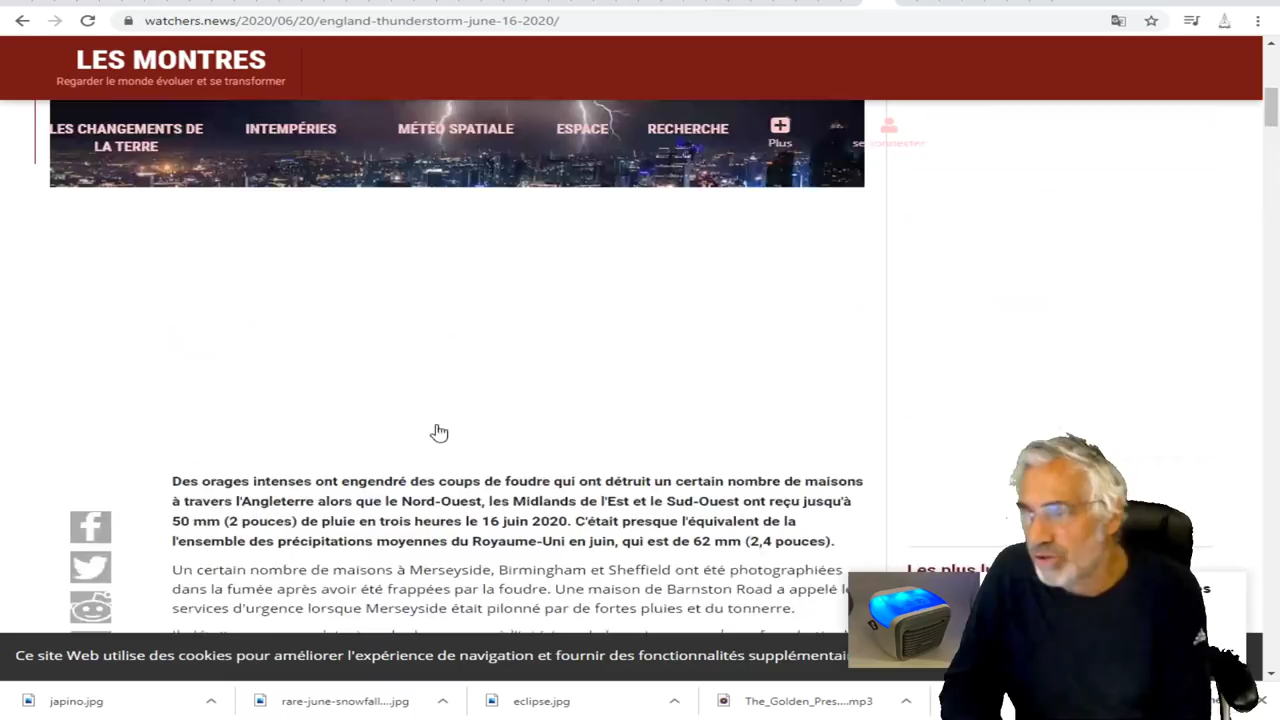 watchers.news/2020/06/20/england-thunderstorm-june-16-2020/
LES MONTRES
Regarder le monde évoluer et se transformer
LES CHANGEMENTS DE
LA TERRE
INTEMPÉRIES
MÉTÉO SPATIALE
ESPACE
RECHERCHE
Plus
se connecter
Des orages intenses ont engendré des coups de foudre qui ont détruit un certain nombre de maisons
à travers l'Angleterre alors que le Nord-Ouest, les Midlands de l'Est et le Sud-Ouest ont reçu jusqu'à
50 mm (2 pouces) de pluie en trois heures le 16 juin 2020. C'était presque l'équivalent de la
l'ensemble des précipitations moyennes du Royaume-Uni en juin, qui est de 62 mm (2,4 pouces).
Un certain nombre de maisons à Merseyside, Birmingham et Sheffield ont été photographiées
dans la fumée après avoir été frappées par la foudre. Une maison de Barnston Road a appelé
services d'urgence lorsque Merseyside était pilonné par de fortes pluies et du tonnerre.
Les plus
Ce site Web utilise des cookies pour améliorer l'expérience de navigation et fournir des fonctionnalités
japino.jpg
rare-june-snowfall....jpg
eclipse.jpg
The_Golden_Pres....mp3